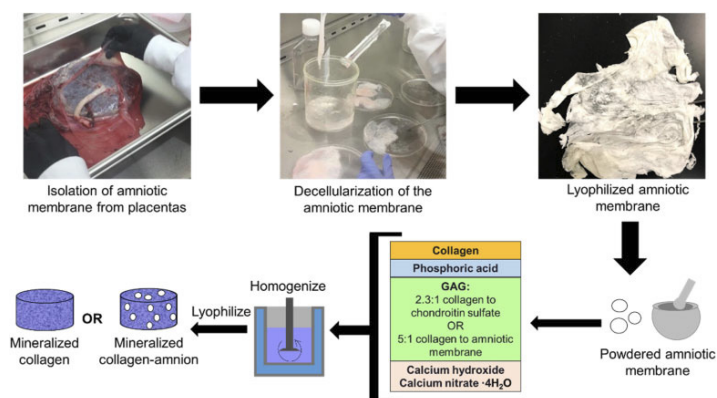 Isolation of amniotic
membrane from placentas
Decellularization of the
amniotic membrane
Lyophilized amniotic
membrane
Powdered amniotic
membrane
Collagen
Phosphoric acid
GAG:
2.3:1 collagen to
chondroitin sulfate
OR
5:1 collagen to amniotic
membrane
Calcium hydroxide
Calcium nitrate ·4H₂O
Homogenize
Lyophilize
OR
Mineralized
collagen
Mineralized
collagen-amnion